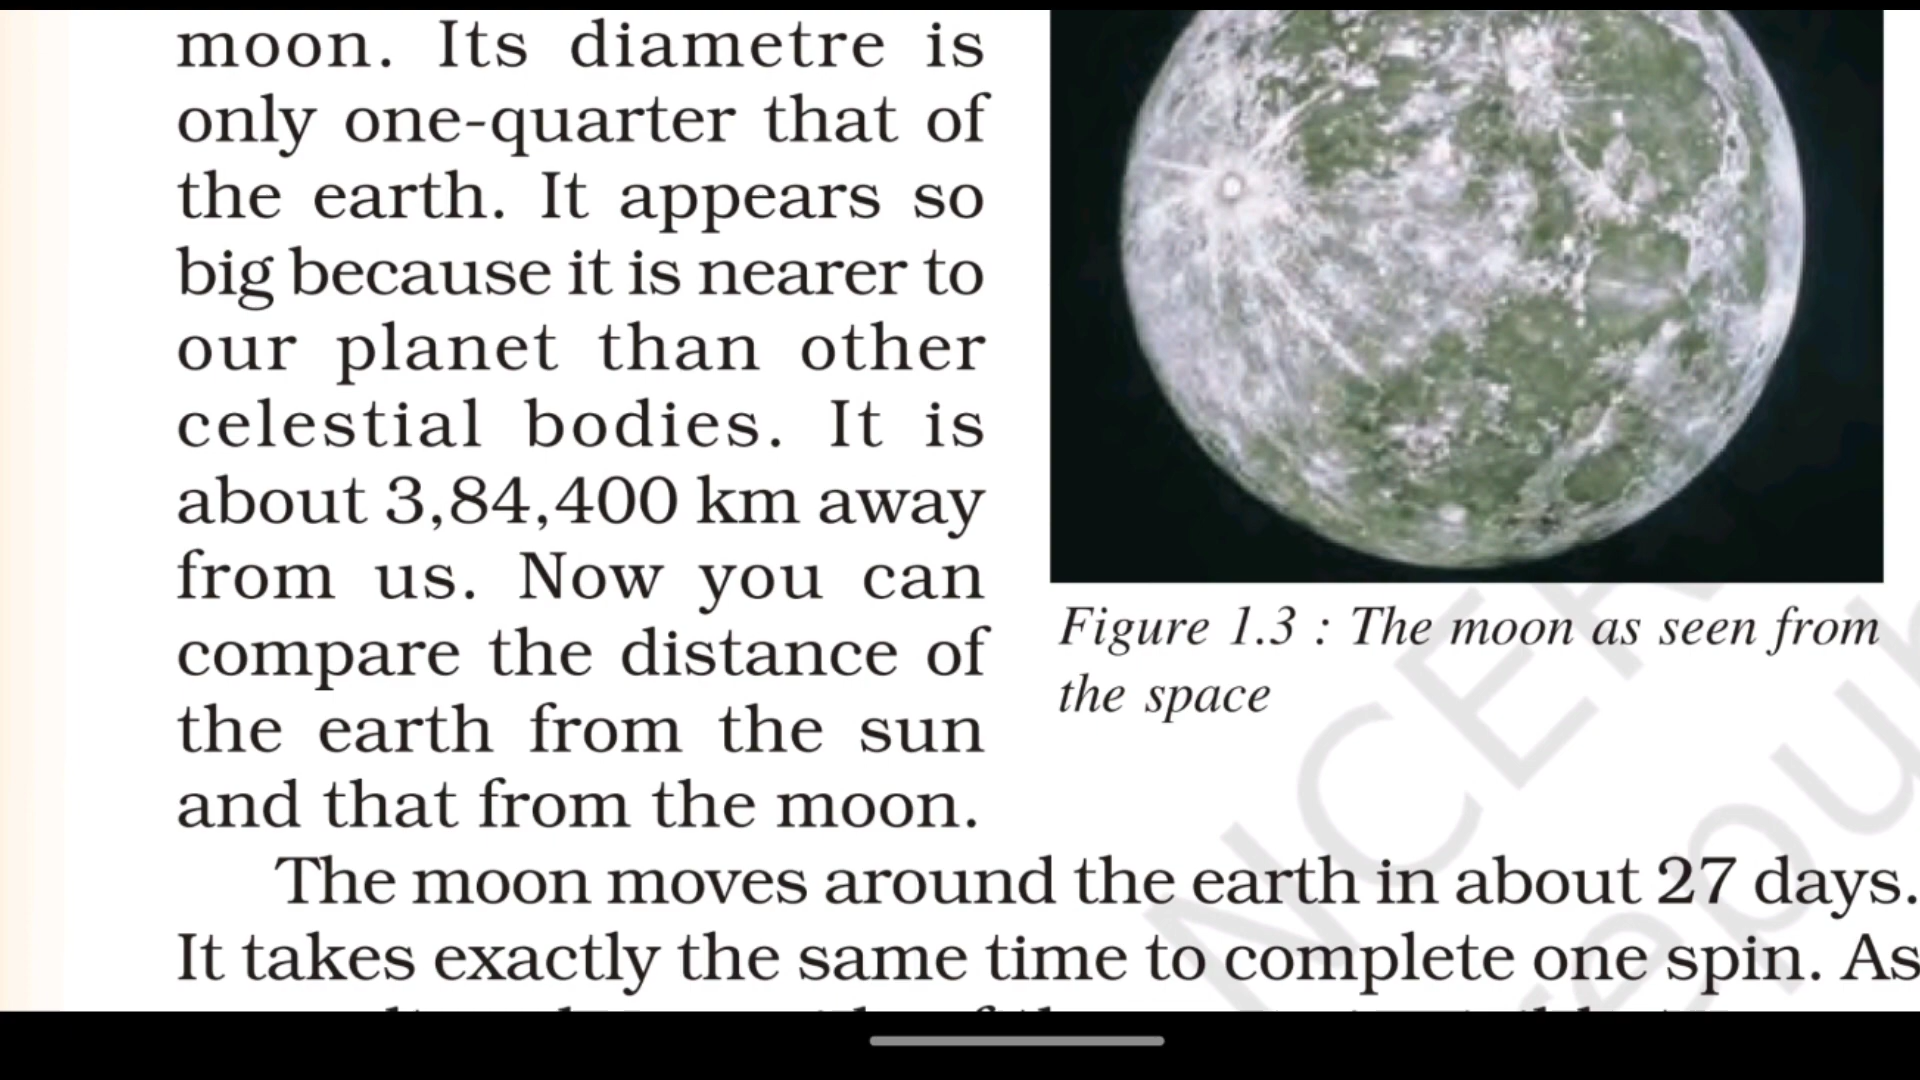 moon. Its diametre is
only one-quarter that of
the earth. It appears so
big because it is nearer to
our planet than other
celestial bodies. It is
about 3,84,400 km away
from us. Now you can
compare the distance of
the earth from the sun
and that from the moon.
Figure 1.3 : The moon as seen from
the space
The moon moves around the earth in about 27 days.
It takes exactly the same time to complete one spin. As